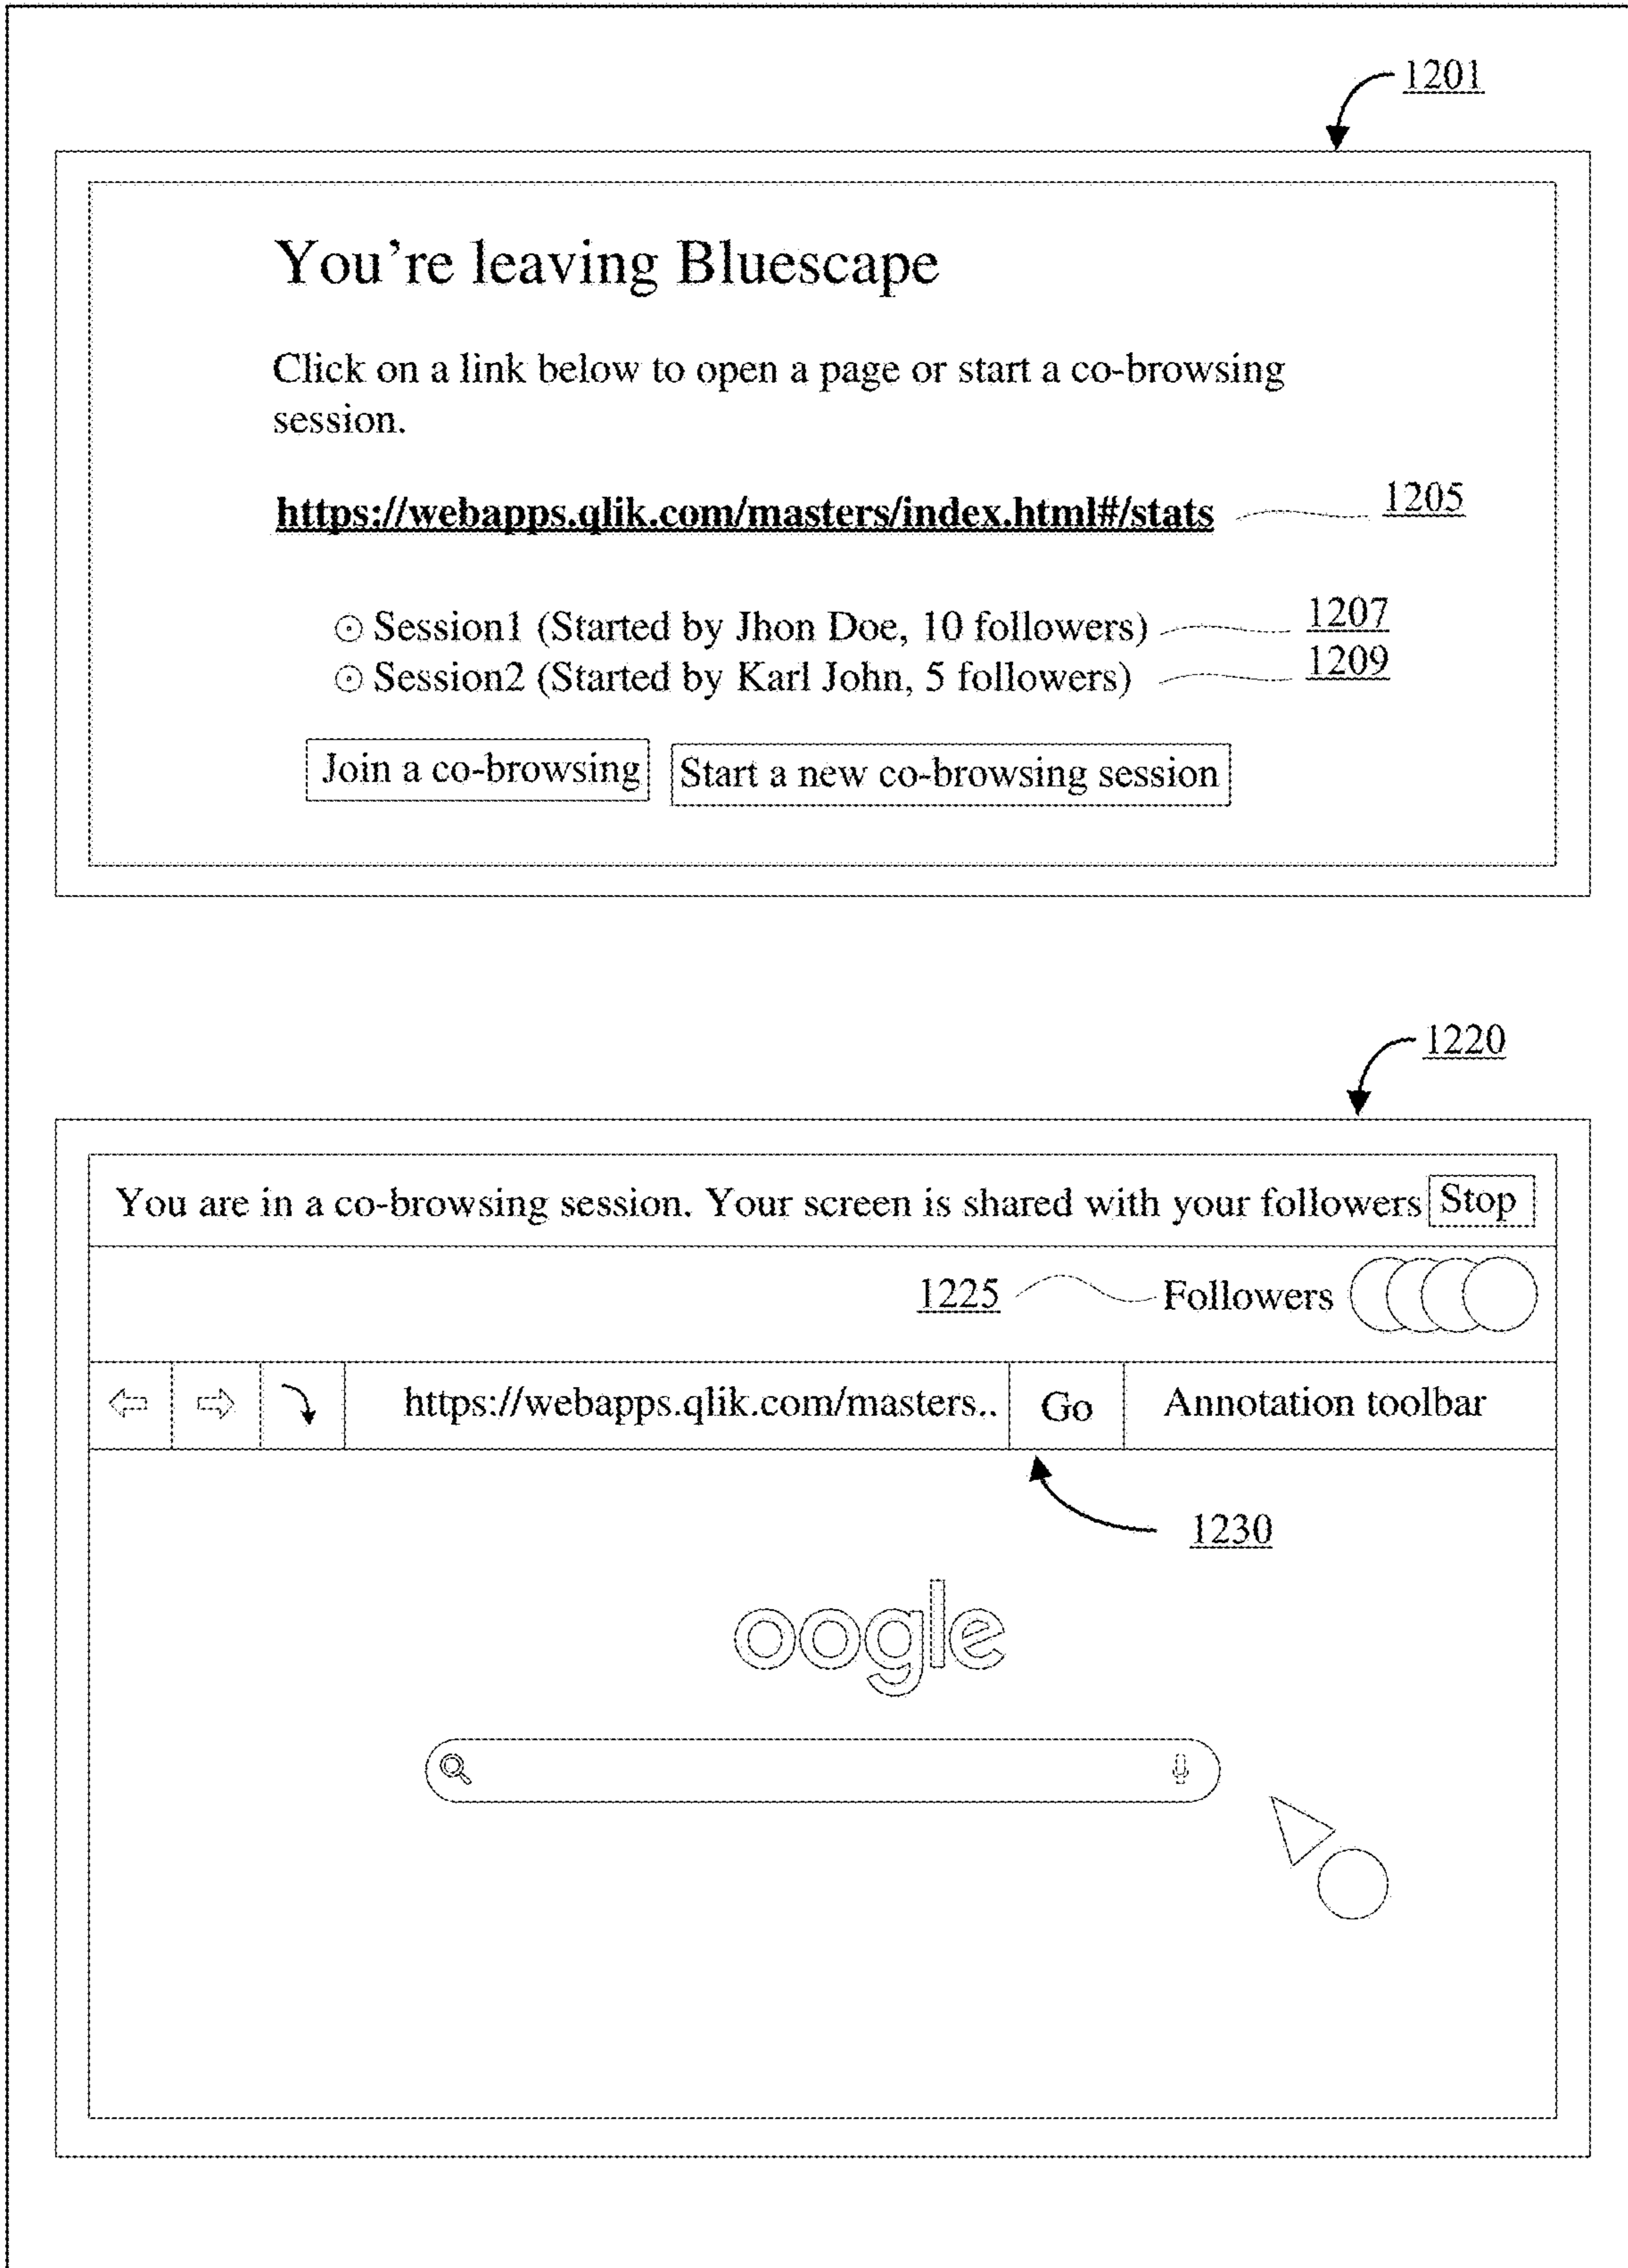 1201
You're leaving Bluescape
Click on a link below to open a page or start a co-browsing
session.
https://webapps.qlik.com/masters/index.html#/stats 1205
Session1 (Started by Jhon Doe, 10 followers) 1207
Session2 (Started by Karl John, 5 followers) 1209
Join a co-browsing Start a new co-browsing session
1220
You are in a co-browsing session. Your screen is shared with your followers Stop
1225 Followers
https://webapps.qlik.com/masters.. Go Annotation toolbar
1230
oogle